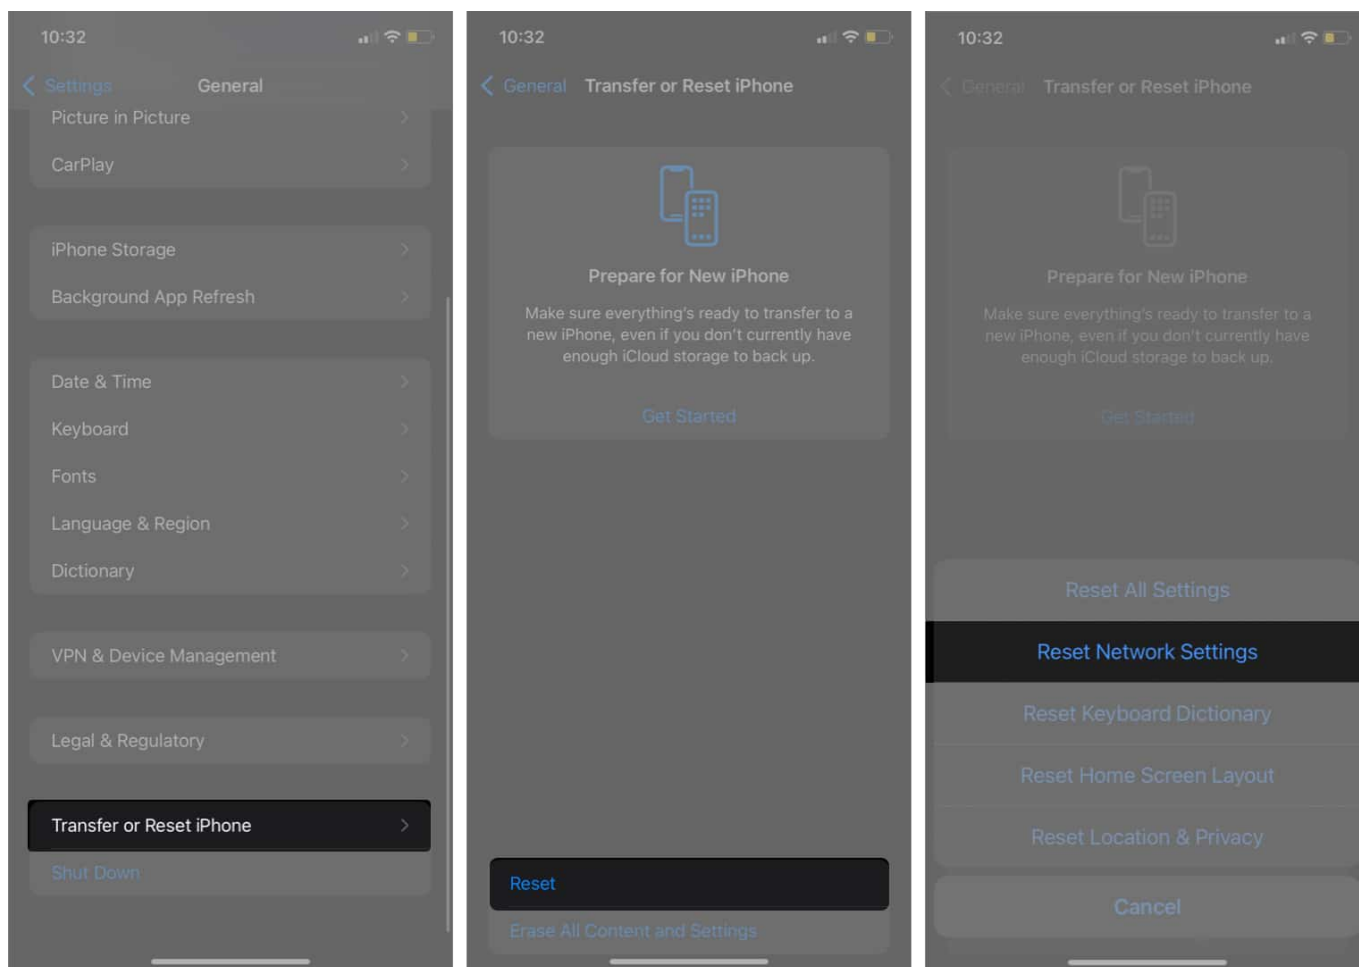 10:32
Settings
General
Picture in Picture
CarPlay
iPhone Storage
Background App Refresh
Date & Time
Keyboard
Fonts
Language & Region
Dictionary
VPN & Device Management
Legal & Regulatory
Transfer or Reset iPhone
Shut Down
10:32
General
Transfer or Reset iPhone
Prepare for New iPhone
Make sure everything's ready to transfer to a
new iPhone, even if you don't currently have
enough iCloud storage to back up.
Get Started
Reset
Erase All Content and Settings
10:32
General
Transfer or Reset iPhone
Prepare for New iPhone
Make sure everything's ready to transfer to a
new iPhone, even if you don't currently have
enough iCloud storage to back up.
Get Started
Reset All Settings
Reset Network Settings
Reset Keyboard Dictionary
Reset Home Screen Layout
Reset Location & Privacy
Cancel